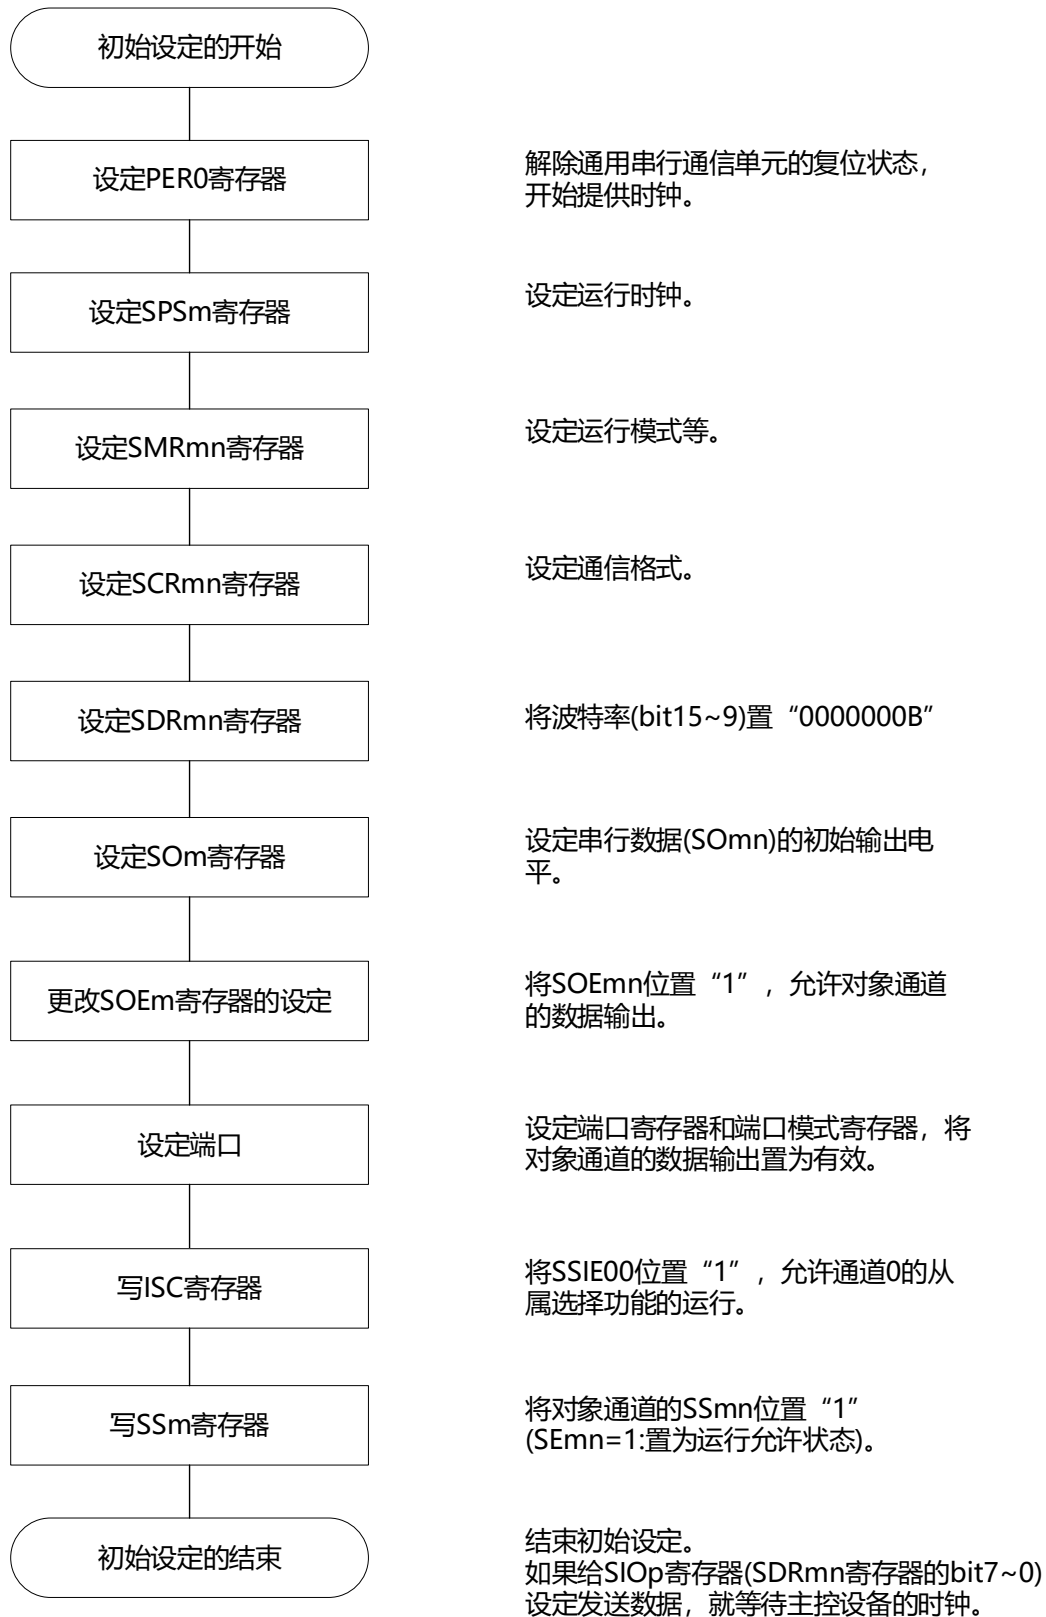 初始设定的开始
设定PER0寄存器
解除通用串行通信单元的复位状态，
开始提供时钟。
设定SPSm寄存器
设定运行时钟。
设定SMRmn寄存器
设定运行模式等。
设定SCRmn寄存器
设定通信格式。
设定SDRmn寄存器
将波特率(bit15~9)置“0000000B”
设定SOm寄存器
设定串行数据(SOmn)的初始输出电
平。
更改SOEm寄存器的设定
将SOEmn位置“1”，允许对象通道
的数据输出。
设定端口
设定端口寄存器和端口模式寄存器，将
对象通道的数据输出置为有效。
写ISC寄存器
将SSIE00位置“1”，允许通道0的从
属选择功能的运行。
写SSm寄存器
将对象通道的SSmn位置“1”
(SEmn=1:置为运行允许状态)。
初始设定的结束
结束初始设定。
如果给SIOp寄存器(SDRmn寄存器的bit7~0)
设定发送数据，就等待主控设备的时钟。